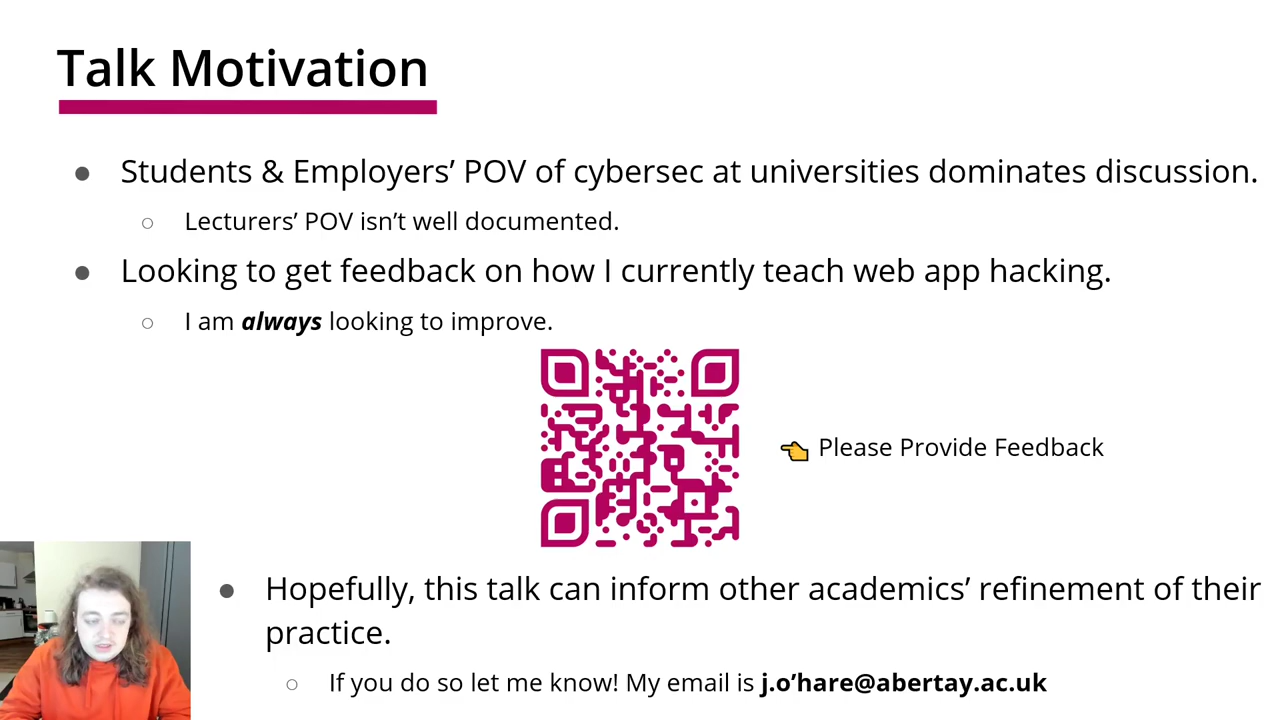 Talk Motivation
● Students & Employers’ POV of cybersec at universities dominates discussion.
○ Lecturers’ POV isn’t well documented.
● Looking to get feedback on how I currently teach web app hacking.
○ I am always looking to improve.
👈 Please Provide Feedback
● Hopefully, this talk can inform other academics’ refinement of their
practice.
○ If you do so let me know! My email is j.o’hare@abertay.ac.uk